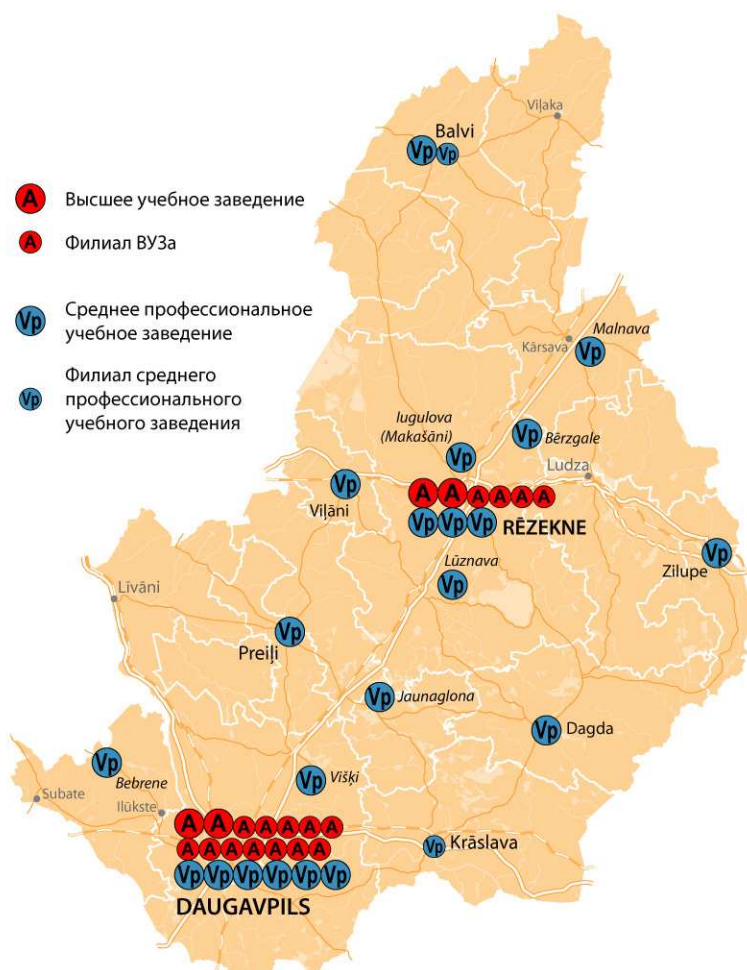 Viļaka
Balvi
Vp Vp
A Высшее учебное заведение
A Филиал ВУЗа
Vp Среднее профессиональное
учебное заведение
Vp Филиал среднего
профессионального
учебного заведения
Malnava
Kārsava
Vp
Iugulova
(Makašāni)
Vp
Vp
Bērzgale
Ludza
Vp
Viļāni
A A A A A A
Vp Vp Vp RĒZEKNE
Vp
Zilupe
Lūznava
Vp
Līvāni
Vp
Preiļi
Vp Jaunaglona
Vp Dagda
Vp
Bebrene
Vp Višķi
Subate
Ilūkste
A A A A A A A
A A A A A A A
Vp Krāslava
Vp Vp Vp Vp Vp Vp
DAUGAVPILS